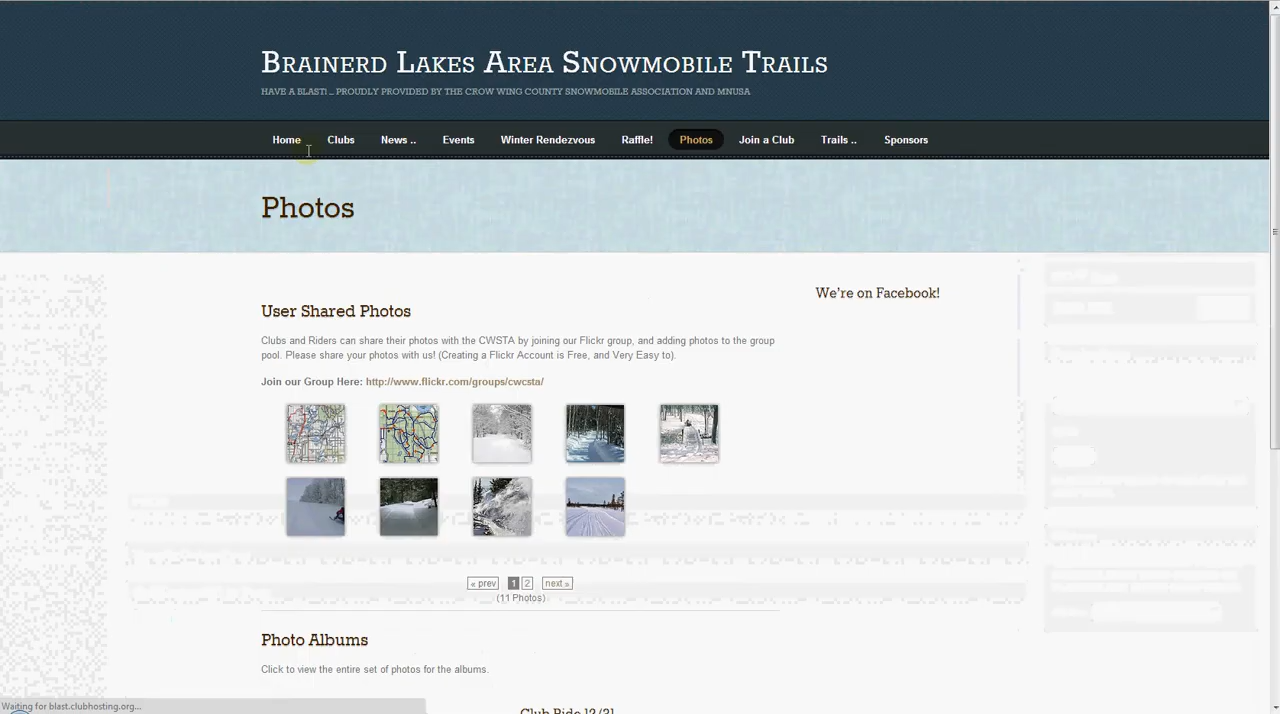 Brainerd Lakes Area Snowmobile Trails
HAVE A BLAST! .. PROUDLY PROVIDED BY THE CROW WING COUNTY SNOWMOBILE ASSOCIATION AND MNUSA
Home Clubs News .. Events Winter Rendezvous Raffle! Photos Join a Club Trails .. Sponsors
Photos
We're on Facebook!
User Shared Photos
Clubs and Riders can share their photos with the CWSTA by joining our Flickr group, and adding photos to the group
pool. Please share your photos with us! (Creating a Flickr Account is Free, and Very Easy to).
Join our Group Here: http://www.flickr.com/groups/cwcsta/
« prev 1 2 next »
(11 Photos)
Photo Albums
Click to view the entire set of photos for the albums.
Club Ride 12/31
Waiting for blast.clubhosting.org...